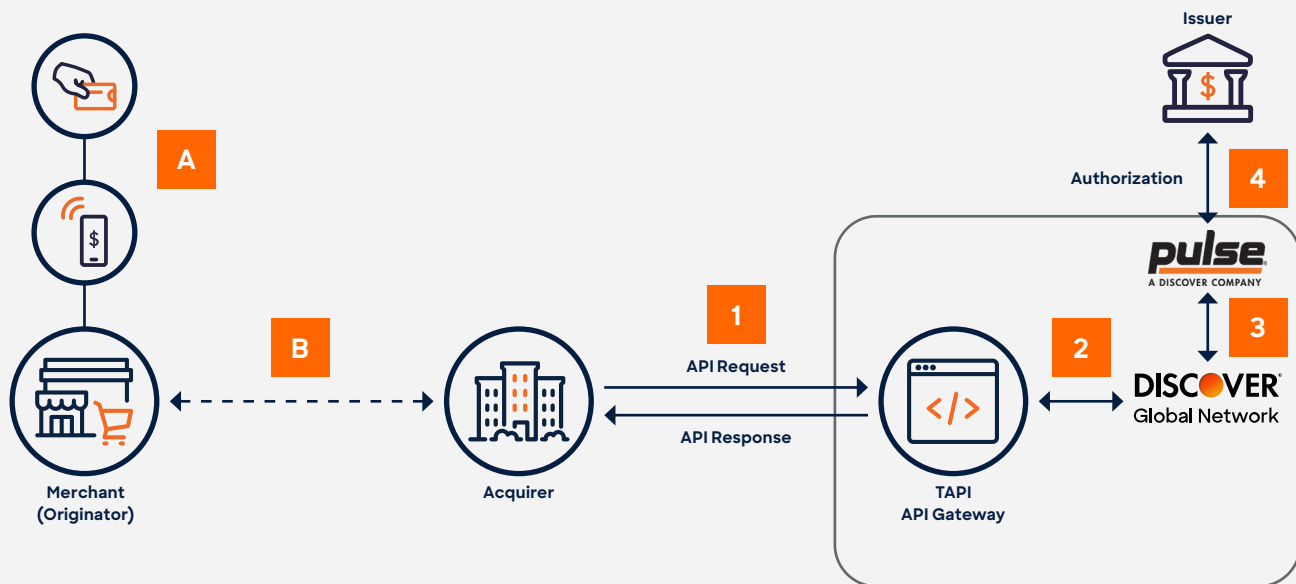 Issuer
$
A
Authorization
4
$
pulse
A DISCOVER COMPANY
1
B
2
3
API Request
DISCOVER
</>
Global Network
API Response
Merchant
(Originator)
Acquirer
TAPI
API Gateway